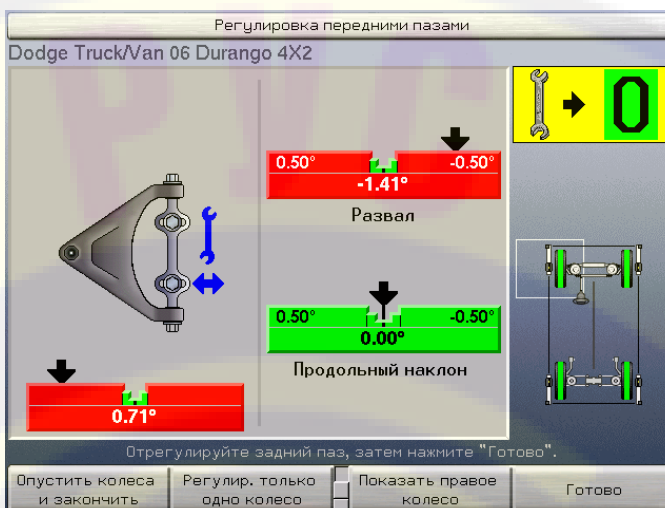 Регулировка передними пазами
Dodge Truck/Van 06 Durango 4X2
0
0.50° -0.50°
-1.41°
Развал
0.50° -0.50°
0.00°
Продольный наклон
0.71°
Отрегулируйте задний паз, затем нажмите "Готово".
Опустить колеса
и закончить
Регулир. только
одно колесо
Показать правое
колесо
Готово
PVC